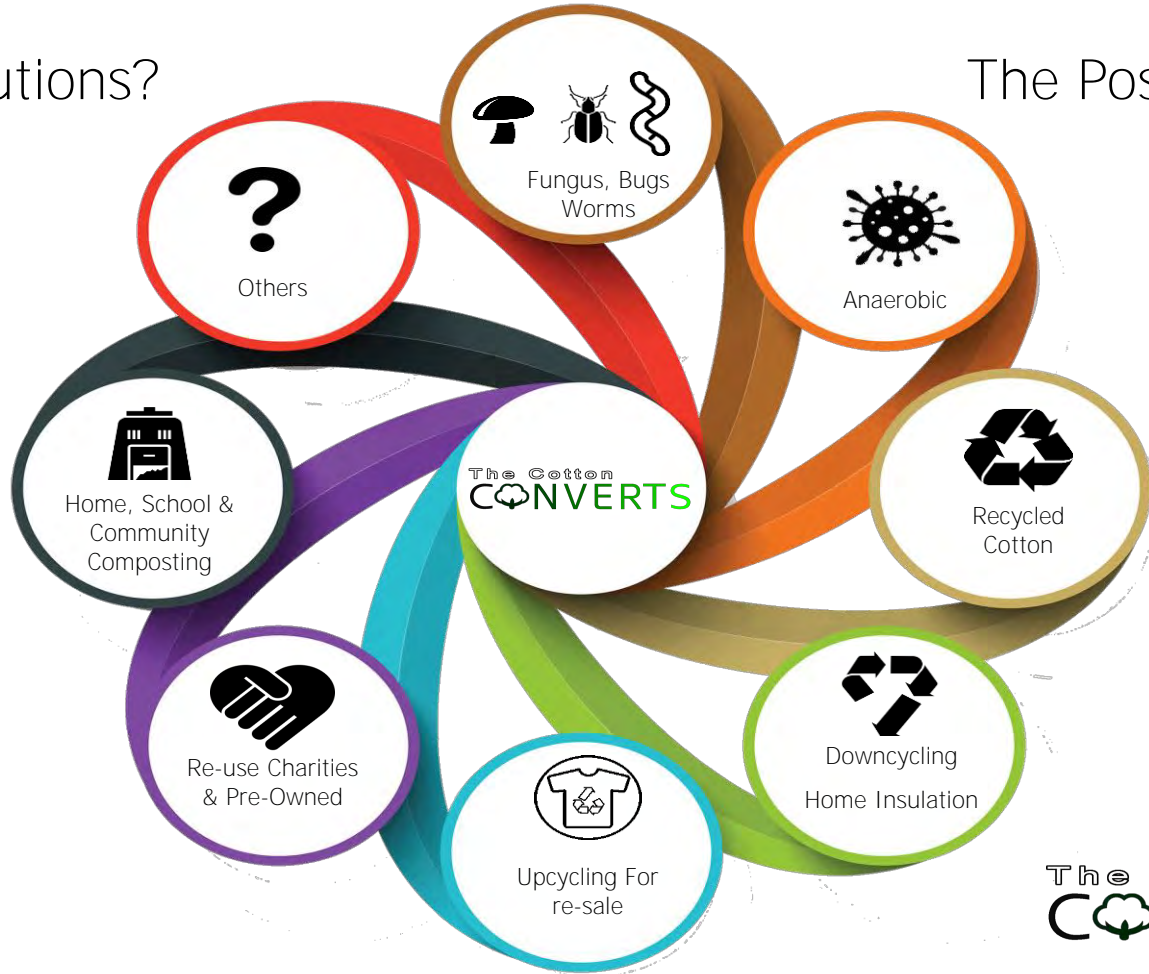 utions?
The Pos
Fungus, Bugs
Worms
Anaerobic
Recycled
Cotton
Downcycling
Home Insulation
Upcycling For
re-sale
Re-use Charities
& Pre-Owned
Home, School &
Community
Composting
?
Others
The Cotton
CONVERTS
The
CO